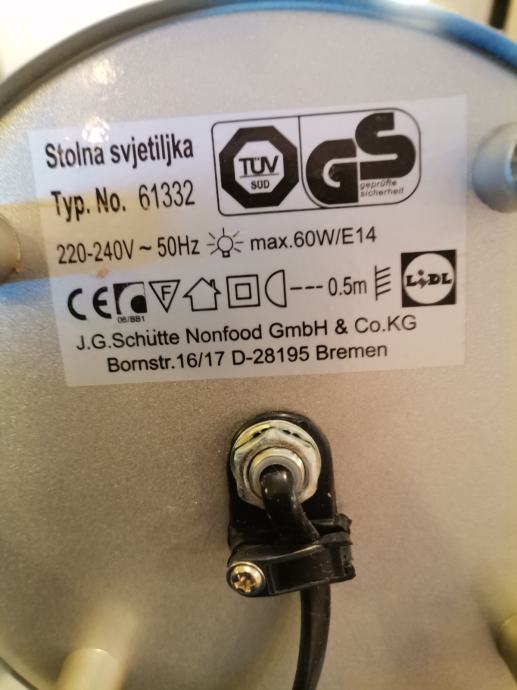 Stolna svjetiljka
Typ. No. 61332
TÜV
SÜD
GS
geprüfte
sicherheit
220-240V ~ 50Hz max.60W/E14
CE F 0.5m LIDL
06/BB1
J.G.Schütte Nonfood GmbH & Co.KG
Bornstr.16/17 D-28195 Bremen